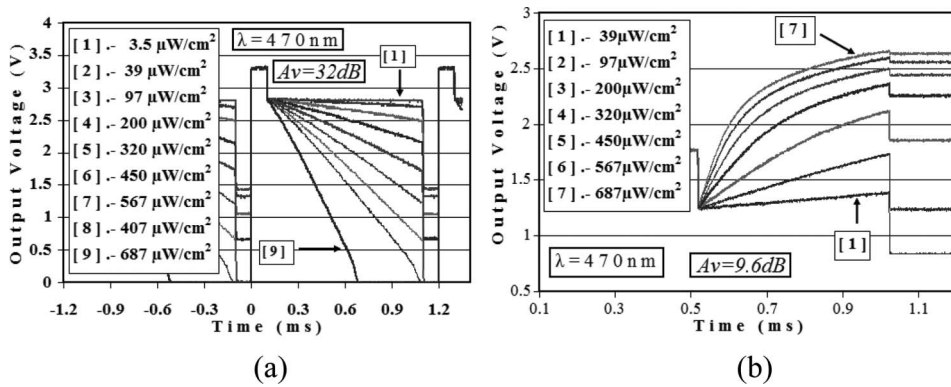 Output Voltage (V)
4
3.5
3
2.5
2
1.5
1
0.5
0
[1].- 3.5 µW/cm²
[2].- 39 µW/cm²
[3].- 97 µW/cm²
[4].- 200 µW/cm²
[5].- 320 µW/cm²
[6].- 450 µW/cm²
[7].- 567 µW/cm²
[8].- 407 µW/cm²
[9].- 687 µW/cm²
λ=470nm
Av=32dB
[1]
[9]
-1.2 -0.9 -0.6 -0.3 0 0.3 0.6 0.9 1.2
Time (ms)
(a)
Output Voltage (V)
3
2.5
2
1.5
1
0.5
[1].- 39µW/cm²
[2].- 97µW/cm²
[3].- 200µW/cm²
[4].- 320µW/cm²
[5].- 450µW/cm²
[6].- 567µW/cm²
[7].- 687µW/cm²
[7]
[1]
λ=470nm
Av=9.6dB
0.1 0.3 0.5 0.7 0.9 1.1
Time (ms)
(b)